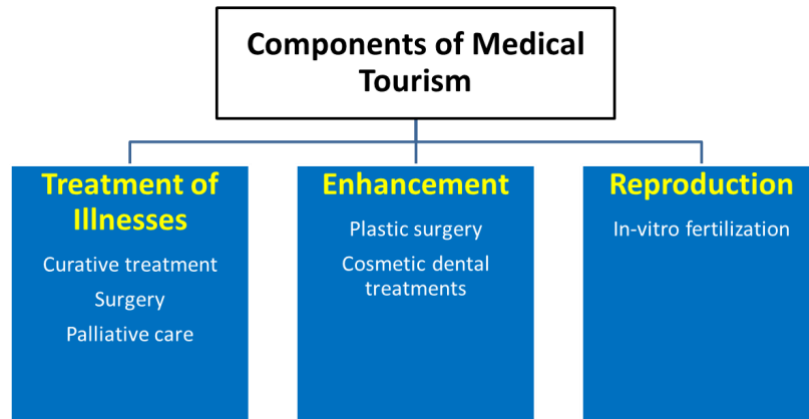 Components of Medical
Tourism
Treatment of
Illnesses
Curative treatment
Surgery
Palliative care
Enhancement
Plastic surgery
Cosmetic dental
treatments
Reproduction
In-vitro fertilization